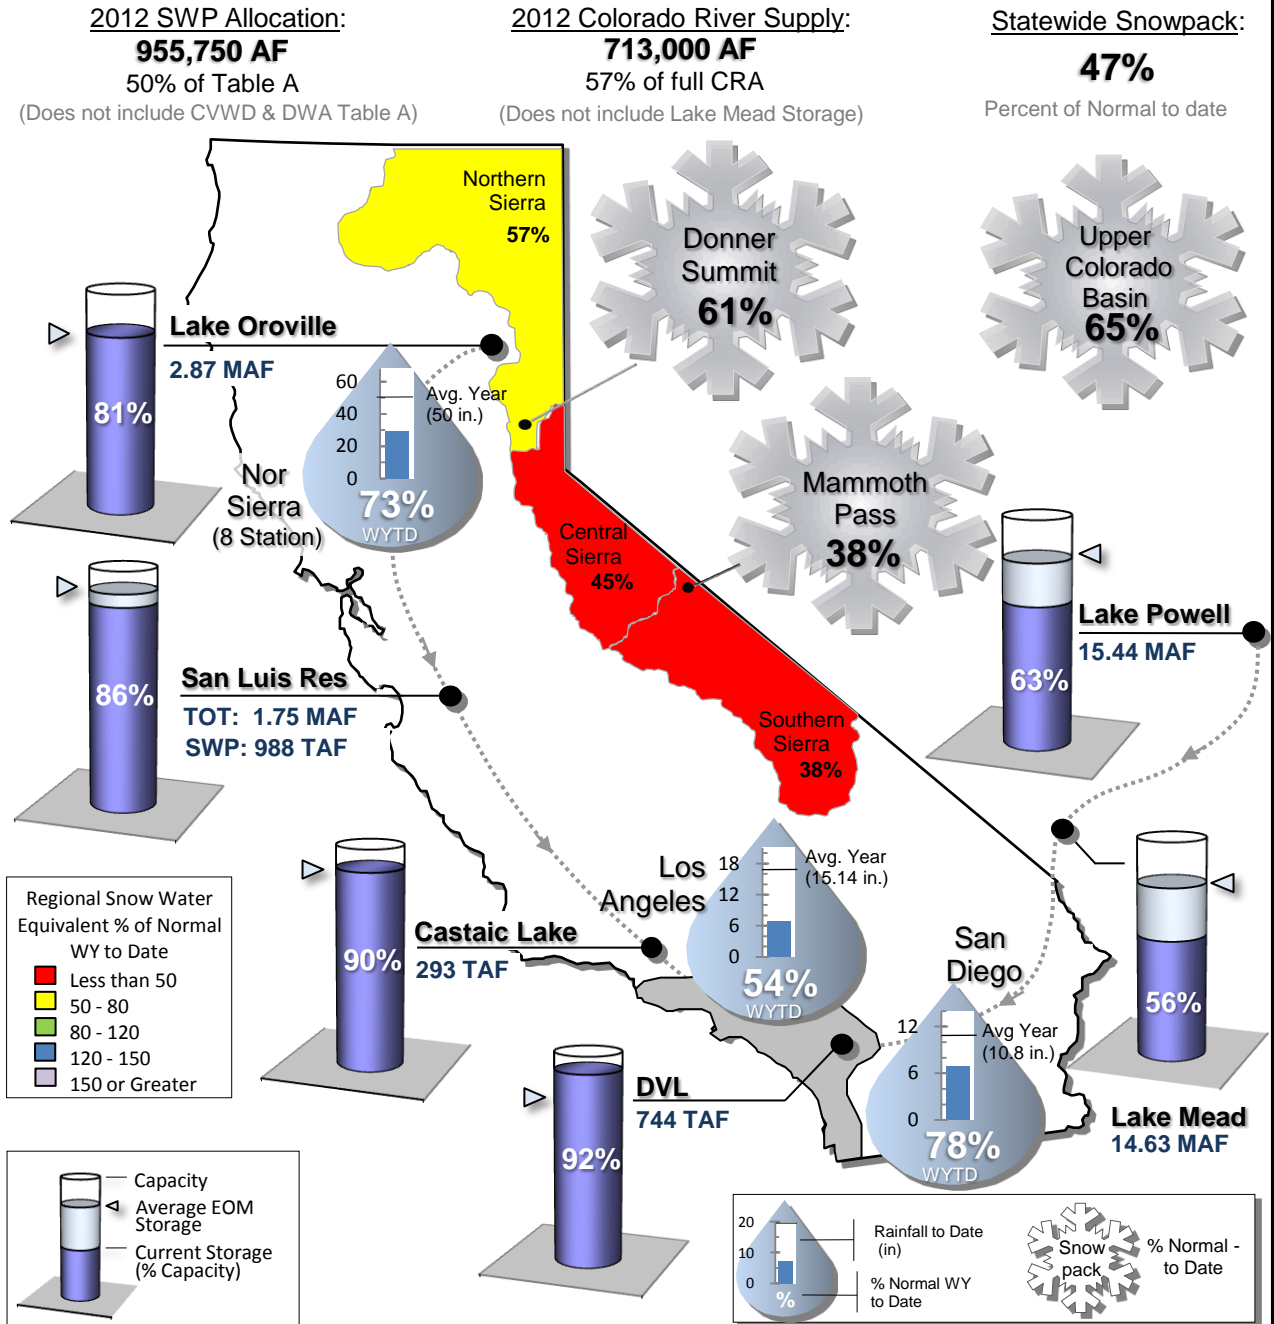 2012 SWP Allocation:
955,750 AF
50% of Table A
(Does not include CVWD & DWA Table A)
2012 Colorado River Supply:
713,000 AF
57% of full CRA
(Does not include Lake Mead Storage)
Statewide Snowpack:
47%
Percent of Normal to date
Northern
Sierra
57%
Donner
Summit
61%
Upper
Colorado
Basin
65%
Lake Oroville
2.87 MAF
81%
60
40
20
0
Avg. Year
(50 in.)
73%
WYTD
Nor
Sierra
(8 Station)
Mammoth
Pass
38%
Central
Sierra
45%
Lake Powell
15.44 MAF
63%
San Luis Res
TOT: 1.75 MAF
SWP: 988 TAF
86%
Southern
Sierra
38%
Los
Angeles
18
12
6
0
Avg. Year
(15.14 in.)
54%
WYTD
Castaic Lake
293 TAF
90%
San
Diego
12
6
0
Avg Year
(10.8 in.)
78%
WYTD
56%
Lake Mead
14.63 MAF
DVL
744 TAF
92%
Regional Snow Water
Equivalent % of Normal
WY to Date
Less than 50
50 - 80
80 - 120
120 - 150
150 or Greater
Capacity
Average EOM
Storage
Current Storage
(% Capacity)
20
10
0
%
Rainfall to Date
(in)
% Normal WY
to Date
Snow
pack
% Normal -
to Date